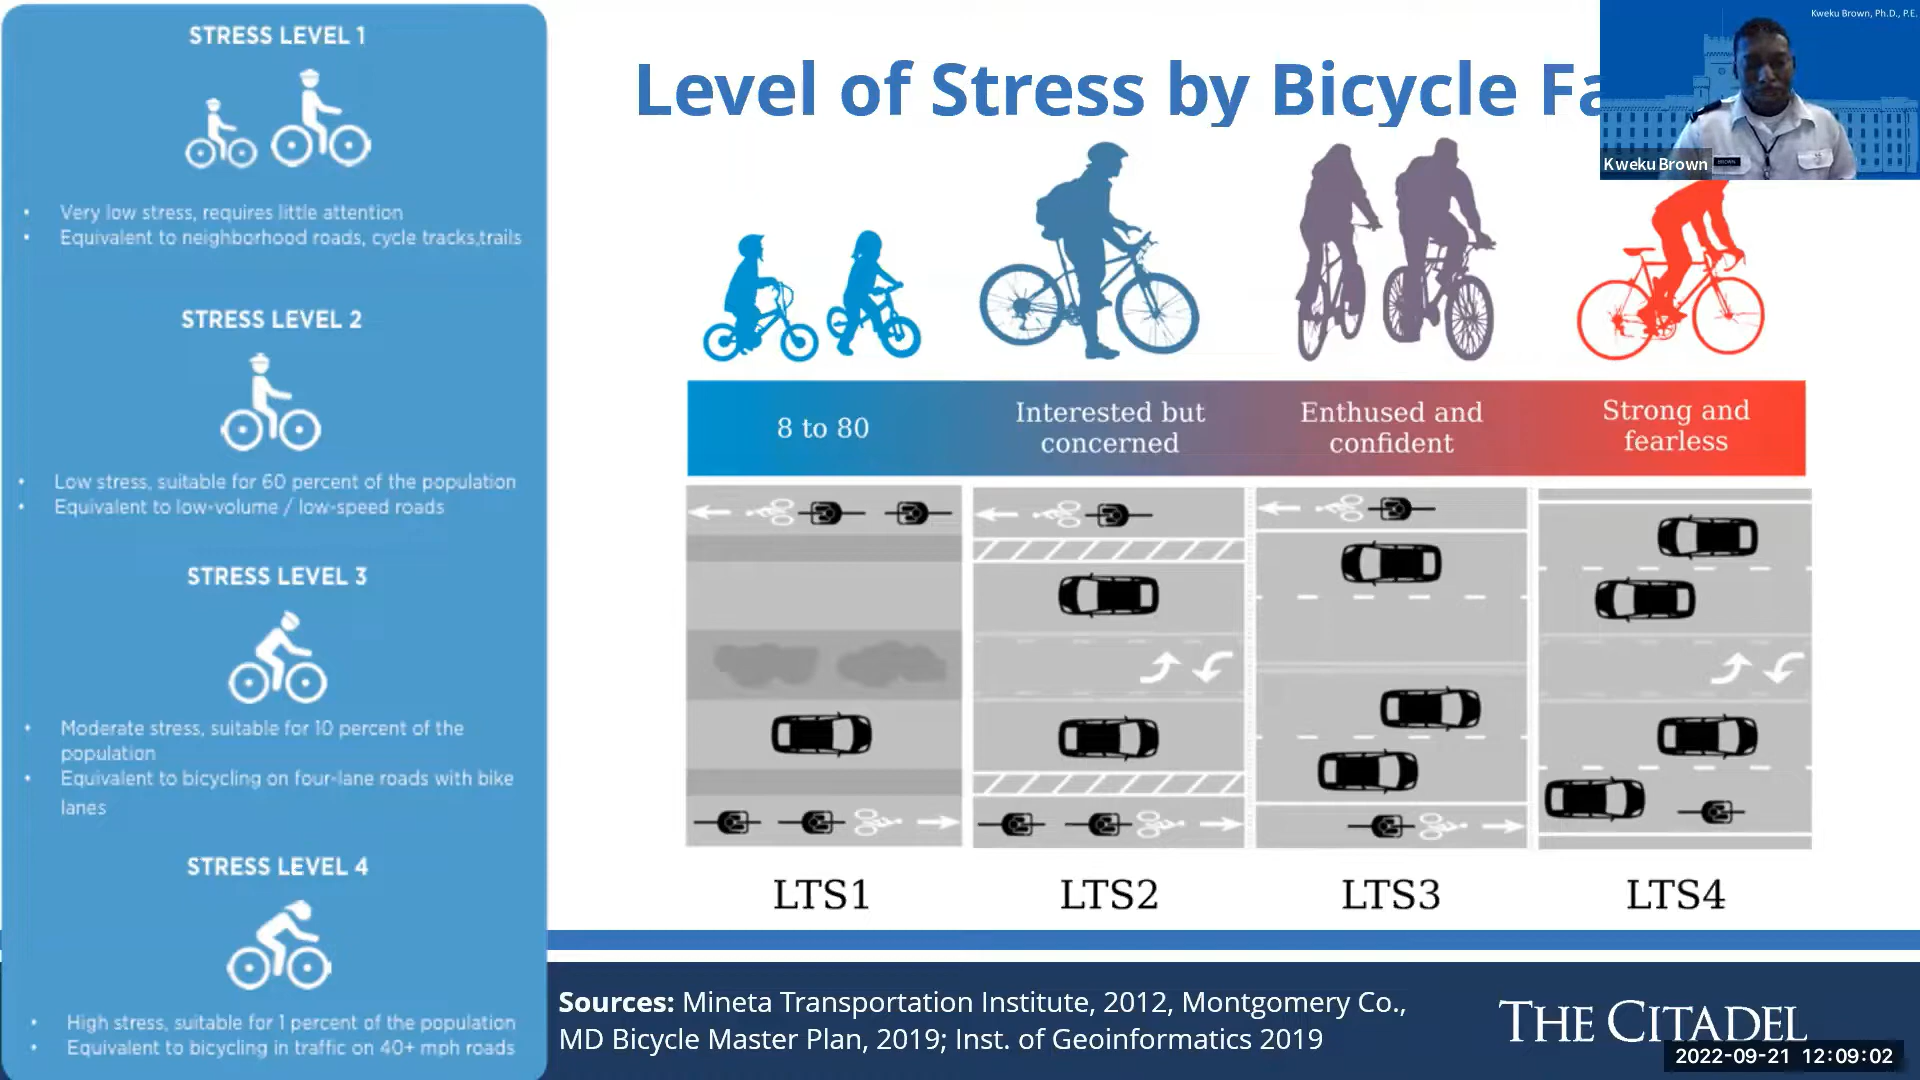 STRESS LEVEL 1
• Very low stress, requires little attention
• Equivalent to neighborhood roads, cycle tracks,trails
STRESS LEVEL 2
• Low stress, suitable for 60 percent of the population
• Equivalent to low-volume / low-speed roads
STRESS LEVEL 3
• Moderate stress, suitable for 10 percent of the
population
• Equivalent to bicycling on four-lane roads with bike
lanes
STRESS LEVEL 4
• High stress, suitable for 1 percent of the population
• Equivalent to bicycling in traffic on 40+ mph roads
Level of Stress by Bicycle Fa
Kweku Brown, Ph.D., P.E.
BROWN
Kweku Brown
8 to 80
Interested but
concerned
Enthused and
confident
Strong and
fearless
LTS1
LTS2
LTS3
LTS4
Sources: Mineta Transportation Institute, 2012, Montgomery Co.,
MD Bicycle Master Plan, 2019; Inst. of Geoinformatics 2019
THE CITADEL
2022-09-21 12:09:02